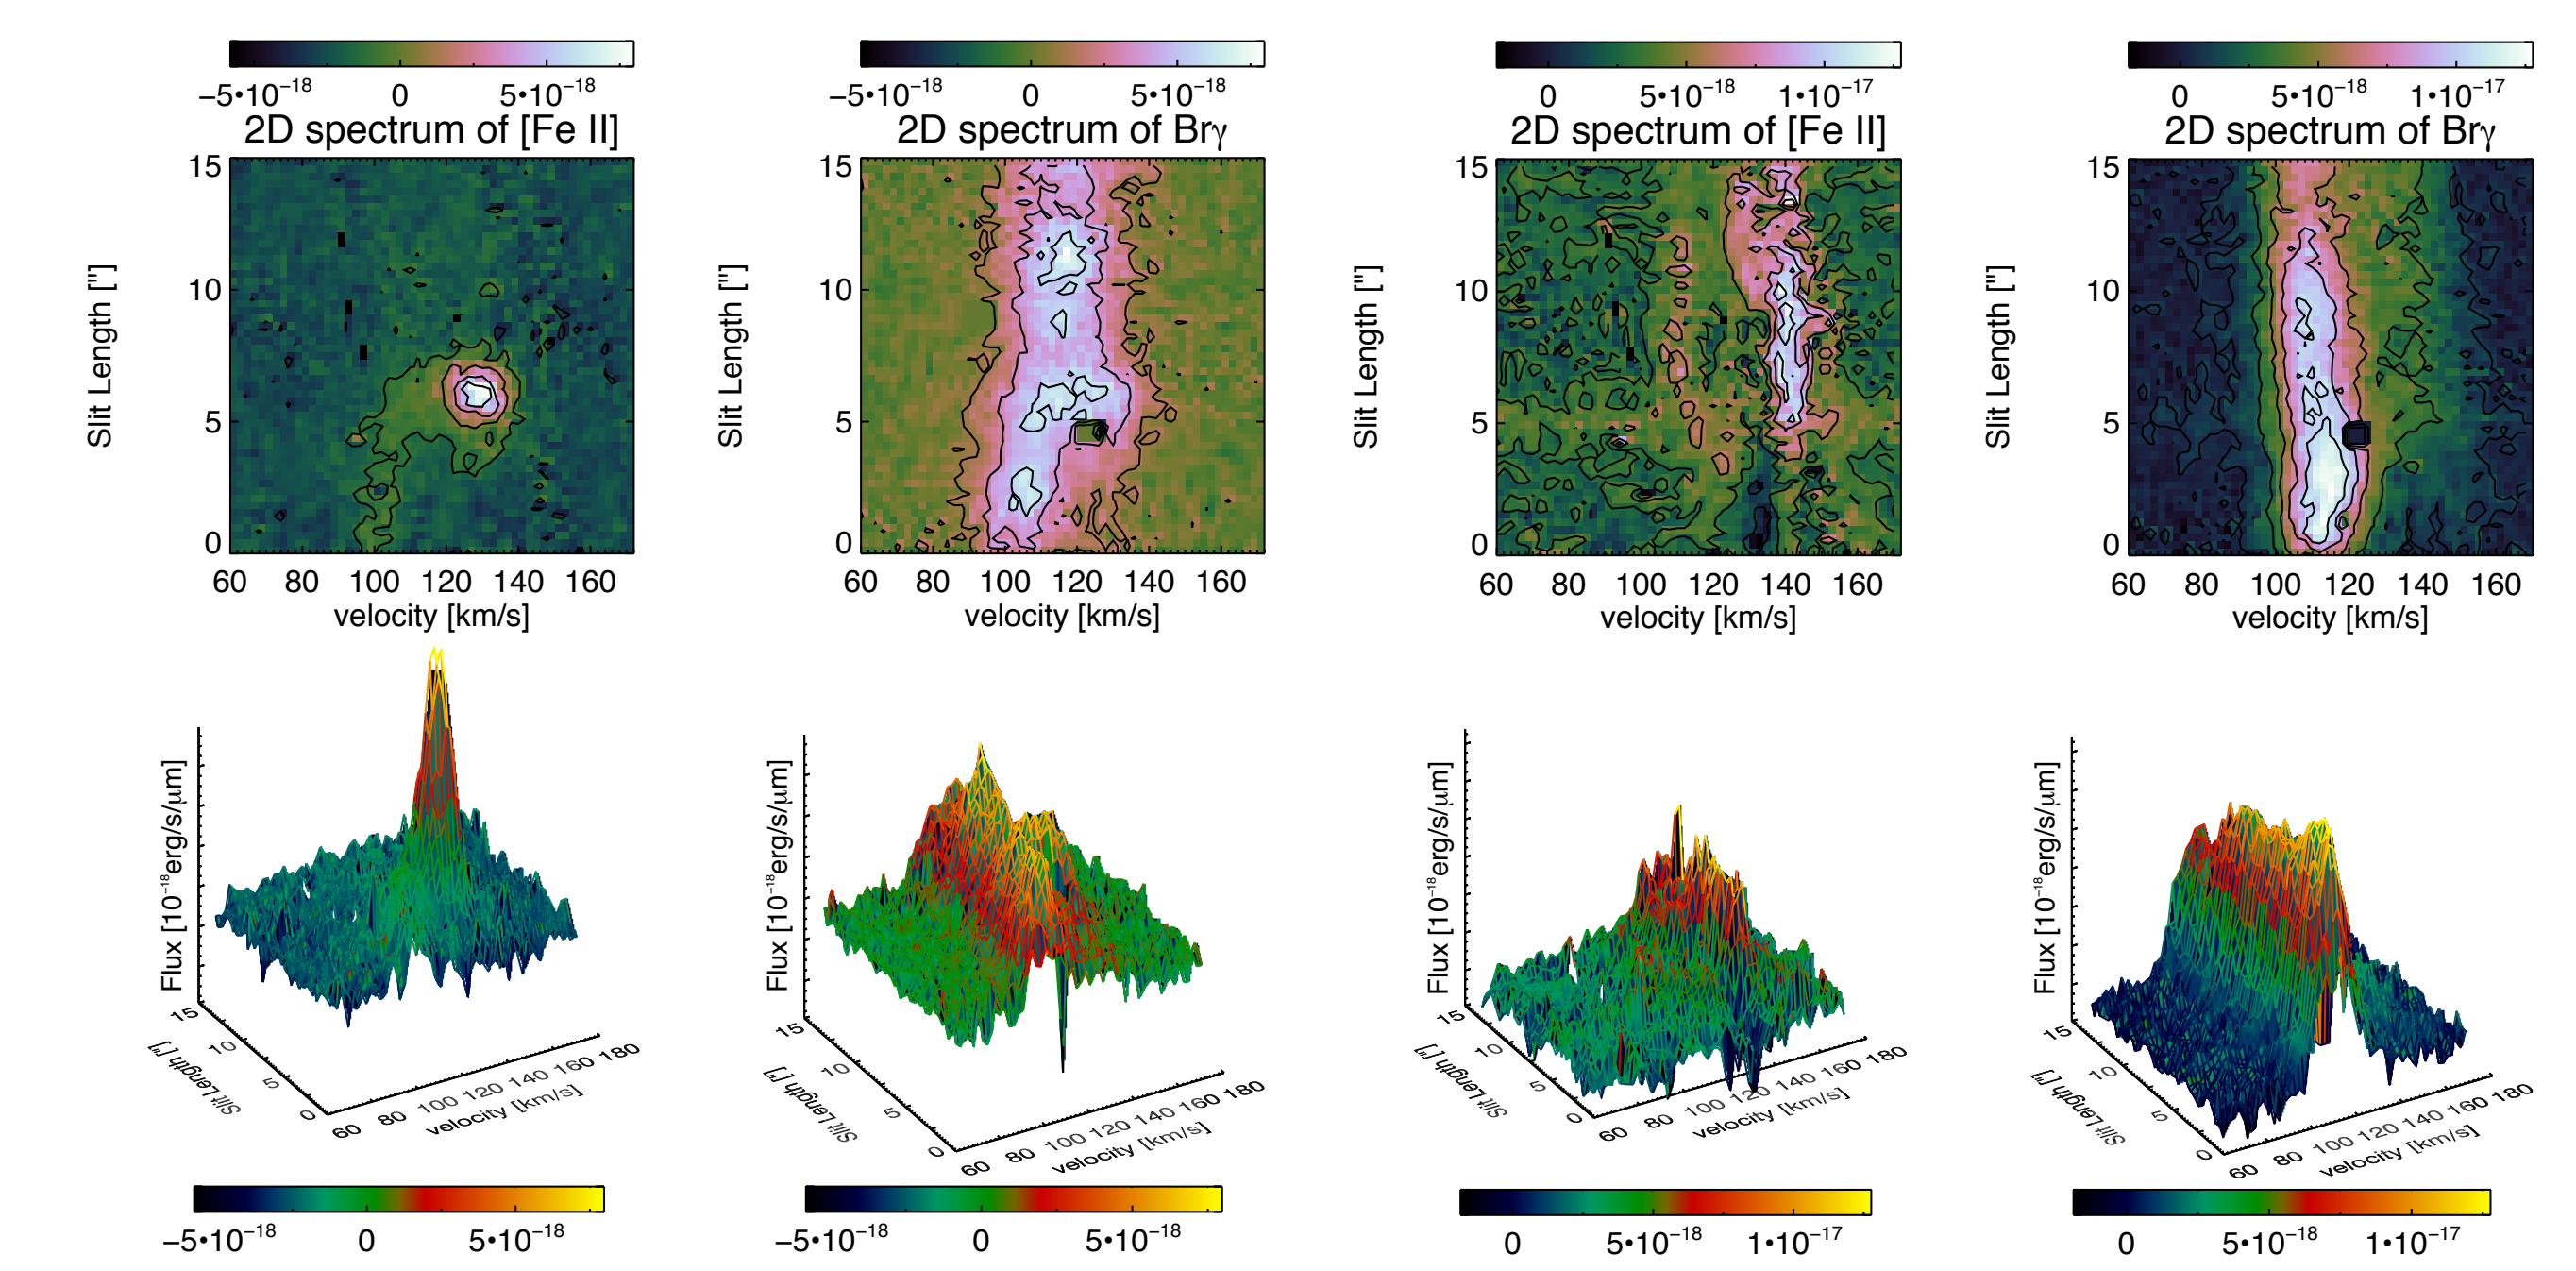 −5•10⁻¹⁸ 0 5•10⁻¹⁸
2D spectrum of [Fe II]
15
10
5
0
Slit Length ["]
60 80 100 120 140 160
velocity [km/s]
−5•10⁻¹⁸ 0 5•10⁻¹⁸
2D spectrum of Brγ
15
10
5
0
Slit Length ["]
60 80 100 120 140 160
velocity [km/s]
0 5•10⁻¹⁸ 1•10⁻¹⁷
2D spectrum of [Fe II]
15
10
5
0
Slit Length ["]
60 80 100 120 140 160
velocity [km/s]
0 5•10⁻¹⁸ 1•10⁻¹⁷
2D spectrum of Brγ
15
10
5
0
Slit Length ["]
60 80 100 120 140 160
velocity [km/s]
Flux [10⁻¹⁸erg/s/μm]
15
10
5
0
Slit Length ["]
60 80 100 120 140 160 180
velocity [km/s]
−5•10⁻¹⁸ 0 5•10⁻¹⁸
Flux [10⁻¹⁸erg/s/μm]
15
10
5
0
Slit Length ["]
60 80 100 120 140 160 180
velocity [km/s]
−5•10⁻¹⁸ 0 5•10⁻¹⁸
Flux [10⁻¹⁸erg/s/μm]
15
10
5
0
Slit Length ["]
60 80 100 120 140 160 180
velocity [km/s]
0 5•10⁻¹⁸ 1•10⁻¹⁷
Flux [10⁻¹⁸erg/s/μm]
15
10
5
0
Slit Length ["]
60 80 100 120 140 160 180
velocity [km/s]
0 5•10⁻¹⁸ 1•10⁻¹⁷